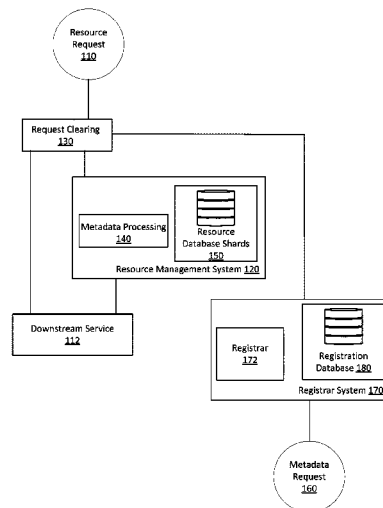 Resource
Request
110
Request Clearing
130
Metadata Processing
140
Resource
Database Shards
150
Resource Management System 120
Downstream Service
112
Registrar
172
Registration
Database 180
Registrar System 170
Metadata
Request
160